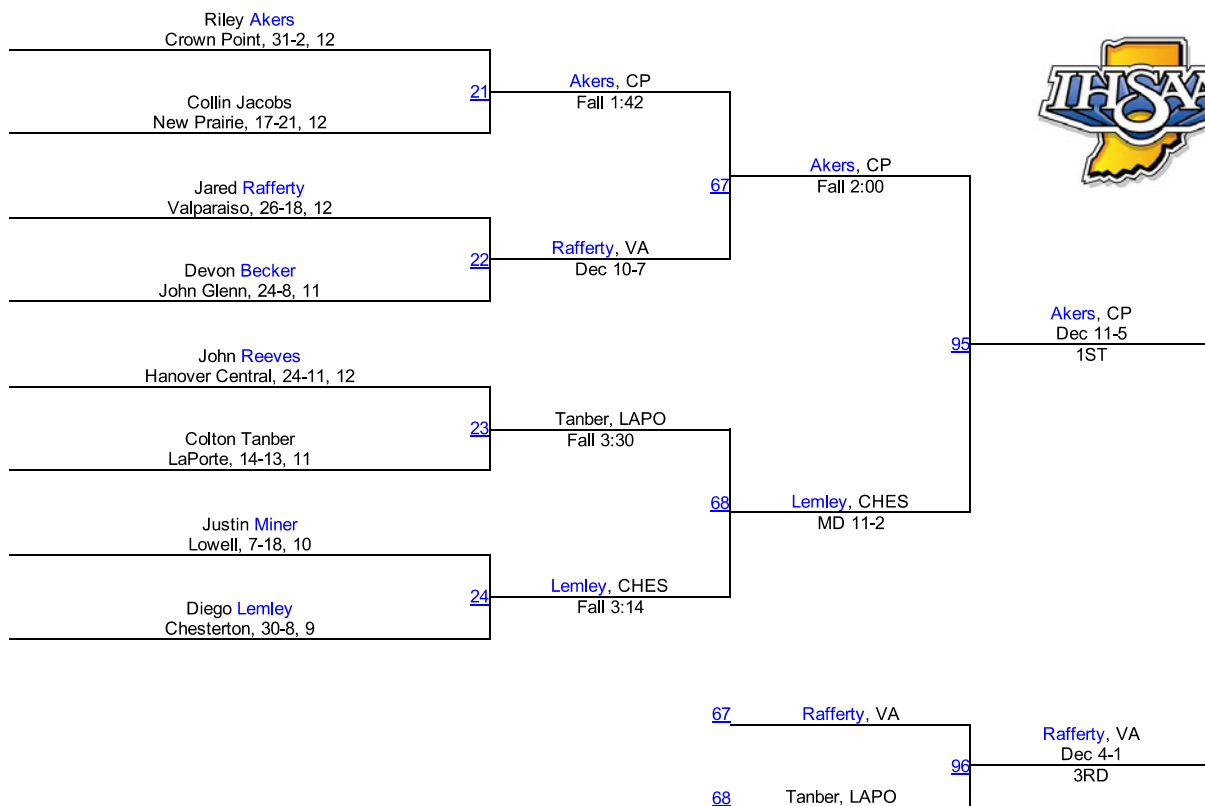 Riley Akers
Crown Point, 31-2, 12
Collin Jacobs
New Prairie, 17-21, 12
21
Akers, CP
Fall 1:42
Jared Rafferty
Valparaiso, 26-18, 12
Devon Becker
John Glenn, 24-8, 11
22
Rafferty, VA
Dec 10-7
67
Akers, CP
Fall 2:00
John Reeves
Hanover Central, 24-11, 12
Colton Tanber
LaPorte, 14-13, 11
23
Tanber, LAPO
Fall 3:30
Justin Miner
Lowell, 7-18, 10
Diego Lemley
Chesterton, 30-8, 9
24
Lemley, CHES
Fall 3:14
68
Lemley, CHES
MD 11-2
95
Akers, CP
Dec 11-5
1ST
IHSAA
67
Rafferty, VA
68
Tanber, LAPO
96
Rafferty, VA
Dec 4-1
3RD